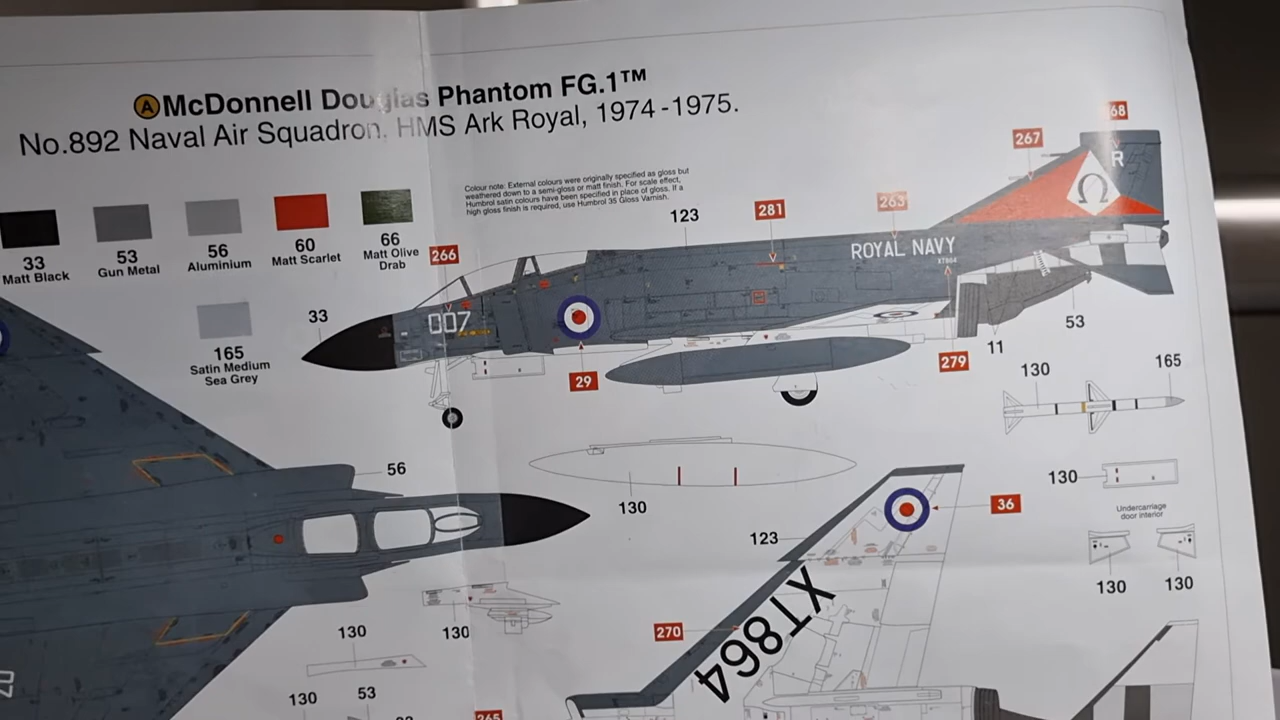 A McDonnell Douglas Phantom FG.1™
No.892 Naval Air Squadron. HMS Ark Royal, 1974-1975.
33
Matt Black
53
Gun Metal
56
Aluminium
60
Matt Scarlet
66
Matt Olive
Drab
165
Satin Medium
Sea Grey
Colour note: External colours were originally specified as gloss but
weathered down to a semi-gloss or matt finish. For scale effect,
Humbrol satin colours have been specified in place of gloss. If a
high gloss finish is required, use Humbrol 35 Gloss Varnish.
266
123
281
263
267
68
R
Ω
ROYAL NAVY
XT864
33
007
29
279
11
53
130
165
56
130
130
Undercarriage
door interior
123
36
130
130
130
130
270
XT864
130
53
265